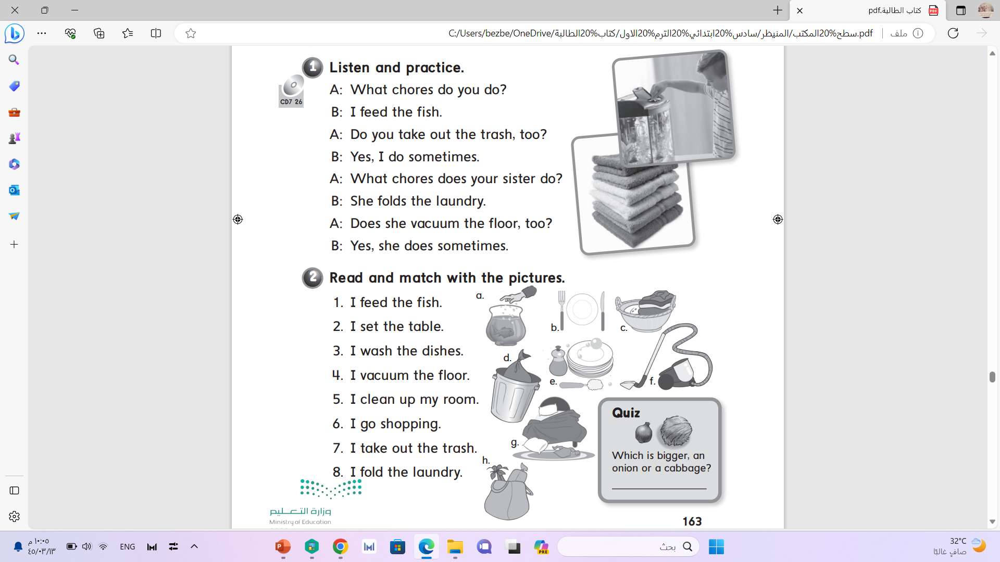 كتاب الطالبة.pdf
C:/Users/bezbe/OneDrive/سطح%20المكتب/المنيظر/سادس%20ابتدائي%20الترم%20الاول/كتاب%20الطالبة.pdf
ملف
1 Listen and practice.
CD7 26
A: What chores do you do?
B: I feed the fish.
A: Do you take out the trash, too?
B: Yes, I do sometimes.
A: What chores does your sister do?
B: She folds the laundry.
A: Does she vacuum the floor, too?
B: Yes, she does sometimes.
2 Read and match with the pictures.
1. I feed the fish.
2. I set the table.
3. I wash the dishes.
4. I vacuum the floor.
5. I clean up my room.
6. I go shopping.
7. I take out the trash.
8. I fold the laundry.
a.
b.
c.
d.
e.
f.
g.
h.
Quiz
Which is bigger, an
onion or a cabbage?
وزارة التعليم
Ministry of Education
163
١٠:٠٥ م
٤٥/٠٣/١٣
ENG
PRE
بحث
32°C
صافٍ غالبًا